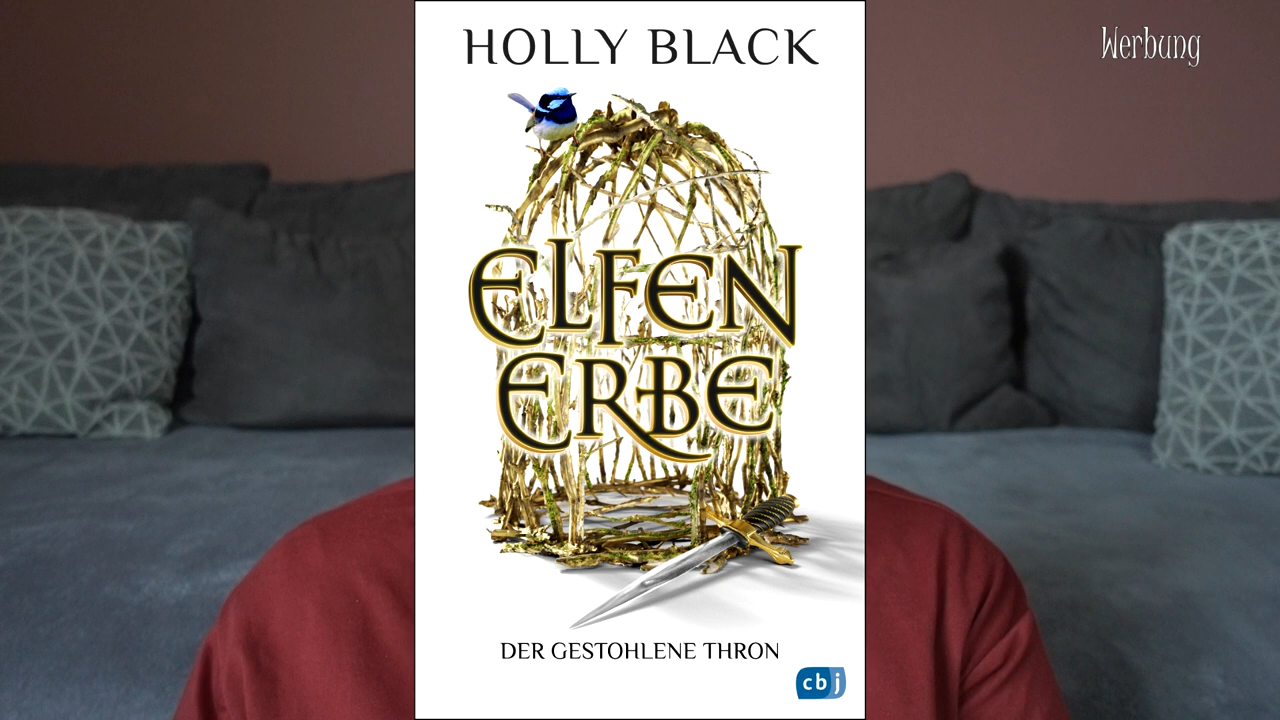 HOLLY BLACK
Werbung
ELFEN
ERBE
DER GESTOHLENE THRON
cbj